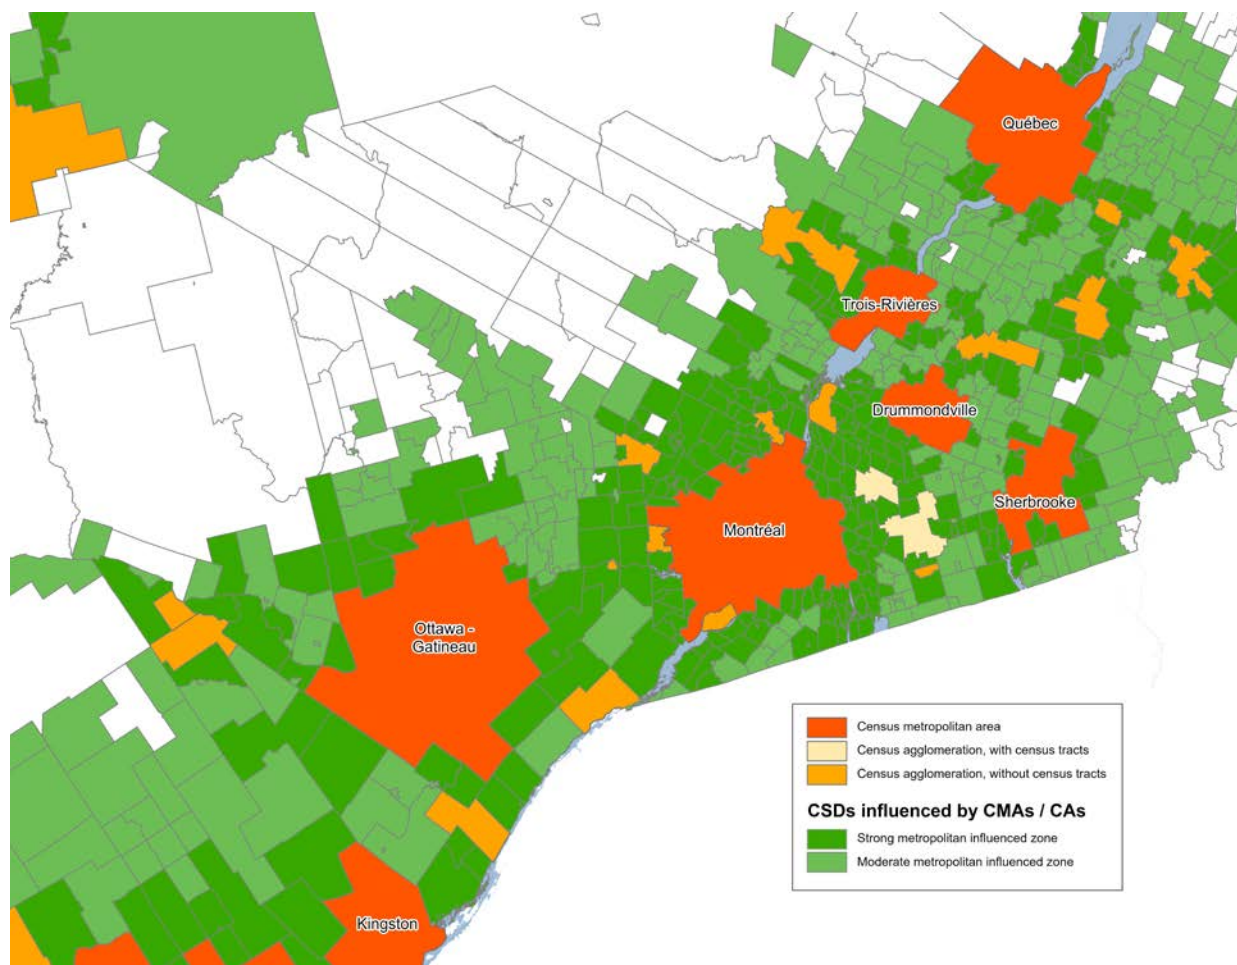 Québec
Trois-Rivières
Drummondville
Sherbrooke
Montréal
Ottawa -
Gatineau
Kingston
Census metropolitan area
Census agglomeration, with census tracts
Census agglomeration, without census tracts
CSDs influenced by CMAs / CAs
Strong metropolitan influenced zone
Moderate metropolitan influenced zone